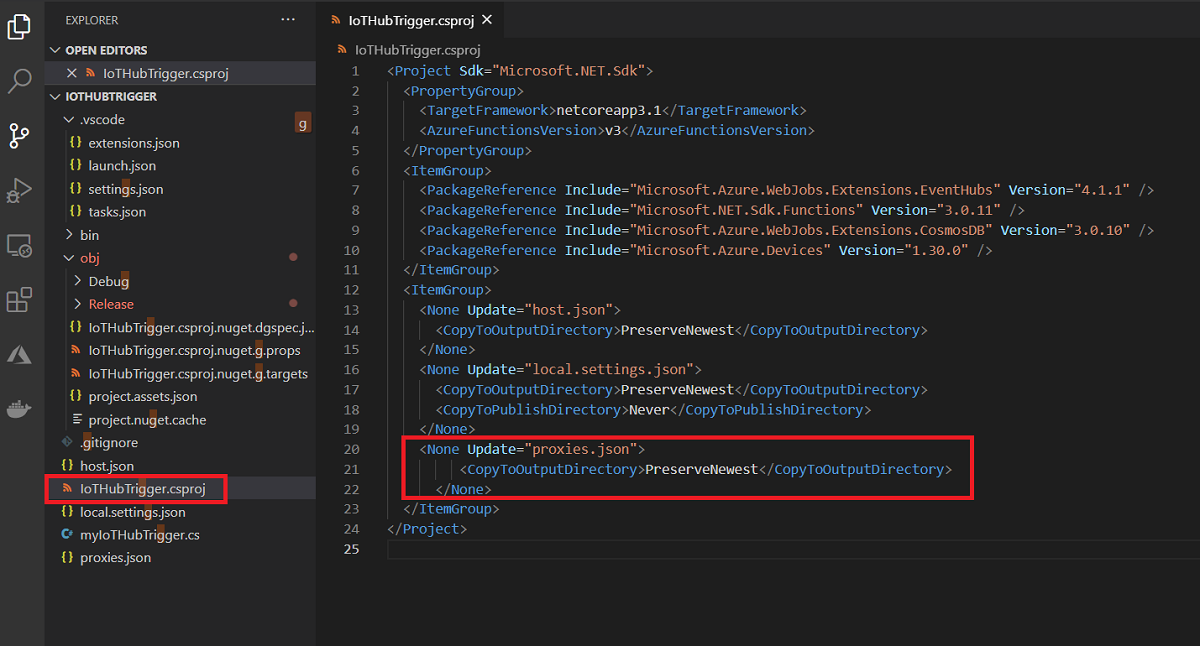 EXPLORER
···
OPEN EDITORS
IoTHubTrigger.csproj
IOTHUBTRIGGER
.vscode
g
extensions.json
launch.json
settings.json
tasks.json
bin
obj
Debug
Release
IoTHubTrigger.csproj.nuget.dgspec.j...
IoTHubTrigger.csproj.nuget.g.props
IoTHubTrigger.csproj.nuget.g.targets
project.assets.json
project.nuget.cache
.gitignore
host.json
IoTHubTrigger.csproj
local.settings.json
myIoTHubTrigger.cs
proxies.json
IoTHubTrigger.csproj
IoTHubTrigger.csproj
1 <Project Sdk="Microsoft.NET.Sdk">
2 <PropertyGroup>
3 <TargetFramework>netcoreapp3.1</TargetFramework>
4 <AzureFunctionsVersion>v3</AzureFunctionsVersion>
5 </PropertyGroup>
6 <ItemGroup>
7 <PackageReference Include="Microsoft.Azure.WebJobs.Extensions.EventHubs" Version="4.1.1" />
8 <PackageReference Include="Microsoft.NET.Sdk.Functions" Version="3.0.11" />
9 <PackageReference Include="Microsoft.Azure.WebJobs.Extensions.CosmosDB" Version="3.0.10" />
10 <PackageReference Include="Microsoft.Azure.Devices" Version="1.30.0" />
11 </ItemGroup>
12 <ItemGroup>
13 <None Update="host.json">
14 <CopyToOutputDirectory>PreserveNewest</CopyToOutputDirectory>
15 </None>
16 <None Update="local.settings.json">
17 <CopyToOutputDirectory>PreserveNewest</CopyToOutputDirectory>
18 <CopyToPublishDirectory>Never</CopyToPublishDirectory>
19 </None>
20 <None Update="proxies.json">
21 <CopyToOutputDirectory>PreserveNewest</CopyToOutputDirectory>
22 </None>
23 </ItemGroup>
24 </Project>
25